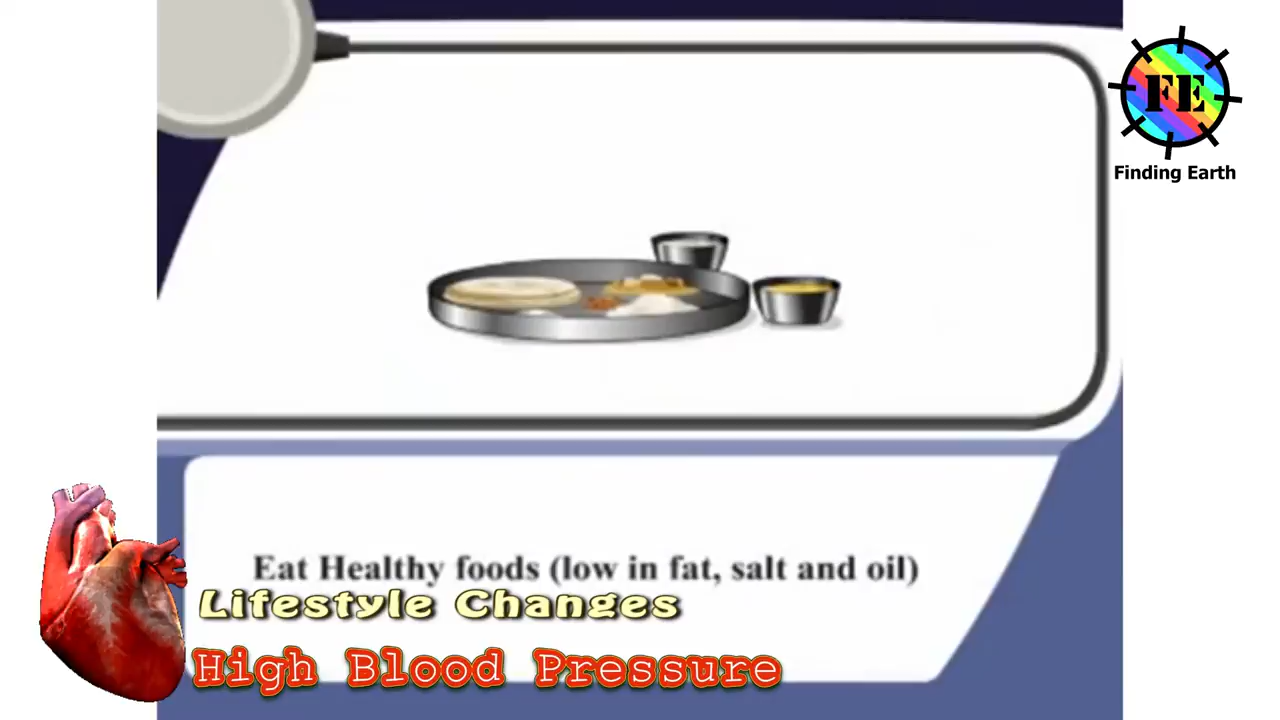 FE
Finding Earth
Eat Healthy foods (low in fat, salt and oil)
Lifestyle Changes
High Blood Pressure